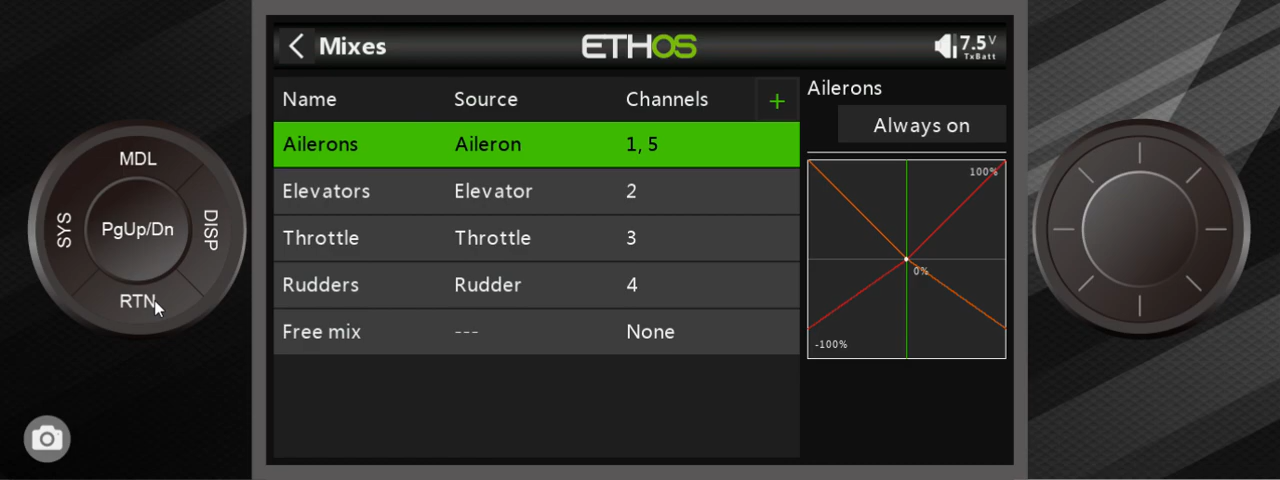 Mixes
ETHOS
7.5V
TxBatt
Name Source Channels +
Ailerons Aileron 1, 5
Elevators Elevator 2
Throttle Throttle 3
Rudders Rudder 4
Free mix --- None
Ailerons
Always on
100%
0%
-100%
MDL
SYS
PgUp/Dn
DISP
RTN